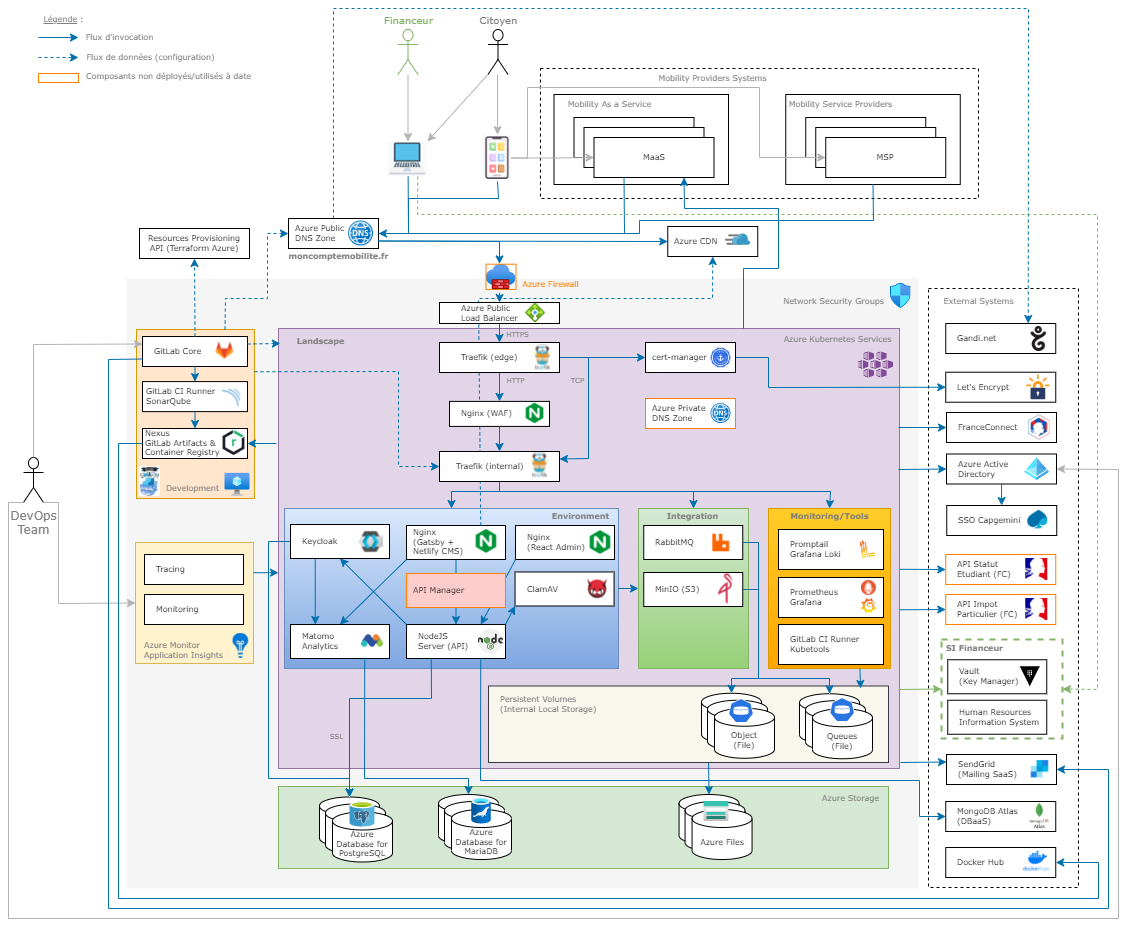 Légende :
Flux d'invocation
Flux de données (configuration)
Composants non déployés/utilisés à date
Financeur
Citoyen
Mobility Providers Systems
Mobility As a Service
MaaS
Mobility Service Providers
MSP
Resources Provisioning
API (Terraform Azure)
Azure Public
DNS Zone
DNS
moncomptemobilite.fr
Azure CDN
Azure Firewall
Network Security Groups
External Systems
Azure Public
Load Balancer
HTTPS
Landscape
Azure Kubernetes Services
GitLab Core
Traefik (edge)
cert-manager
Gandi.net
HTTP
TCP
GitLab CI Runner
SonarQube
Let's Encrypt
Nginx (WAF)
Azure Private
DNS Zone
DNS
FranceConnect
Nexus
GitLab Artifacts &
Container Registry
Traefik (internal)
Azure Active
Directory
Development
DevOps
Team
SSO Capgemini
Environment
Integration
Monitoring/Tools
Keycloak
Nginx
(Gatsby +
Netlify CMS)
Nginx
(React Admin)
RabbitMQ
Promptail
Grafana Loki
Tracing
API Statut
Etudiant (FC)
API Manager
ClamAV
MinIO (S3)
Prometheus
Grafana
Monitoring
API Impot
Particulier (FC)
Matomo
Analytics
NodeJS
Server (API)
node
GitLab CI Runner
Kubetools
Azure Monitor
Application Insights
SI Financeur
Vault
(Key Manager)
Human Resources
Information System
Persistent Volumes
(Internal Local Storage)
Object
(File)
Queues
(File)
SSL
SendGrid
(Mailing SaaS)
Azure Storage
Azure
Database for
PostgreSQL
Azure
Database for
MariaDB
Azure Files
MongoDB Atlas
(DBaaS)
Docker Hub
dockerHub